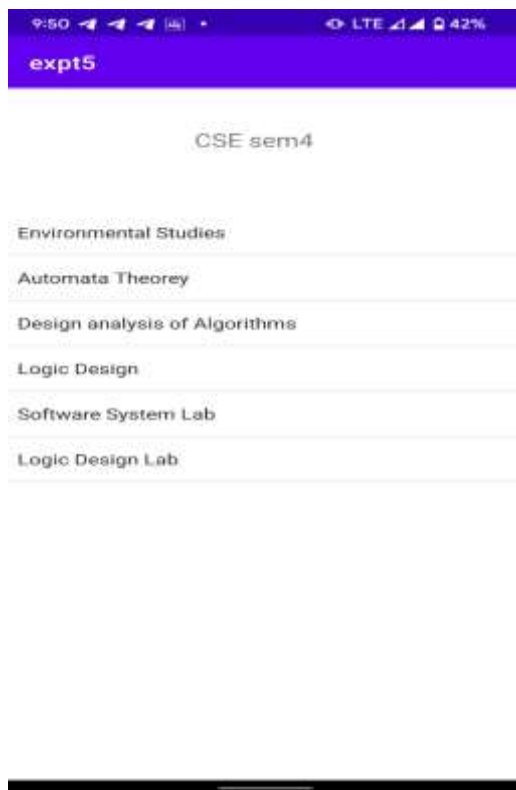 9:50 LTE 42%
expt5
CSE sem4
Environmental Studies
Automata Theorey
Design analysis of Algorithms
Logic Design
Software System Lab
Logic Design Lab